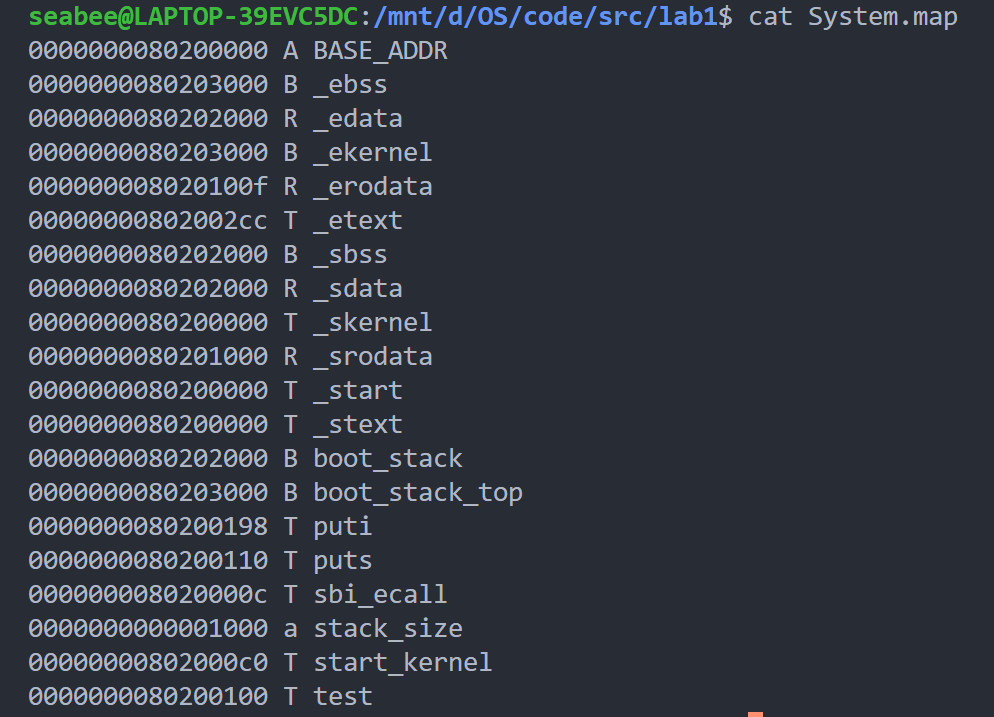 seabee@LAPTOP-39EVC5DC:/mnt/d/OS/code/src/lab1$ cat System.map
0000000080200000 A BASE_ADDR
0000000080203000 B _ebss
0000000080202000 R _edata
0000000080203000 B _ekernel
000000008020100f R _erodata
00000000802002cc T _etext
0000000080202000 B _sbss
0000000080202000 R _sdata
0000000080200000 T _skernel
0000000080201000 R _srodata
0000000080200000 T _start
0000000080200000 T _stext
0000000080202000 B boot_stack
0000000080203000 B boot_stack_top
0000000080200198 T puti
0000000080200110 T puts
000000008020000c T sbi_ecall
0000000000001000 a stack_size
00000000802000c0 T start_kernel
0000000080200100 T test